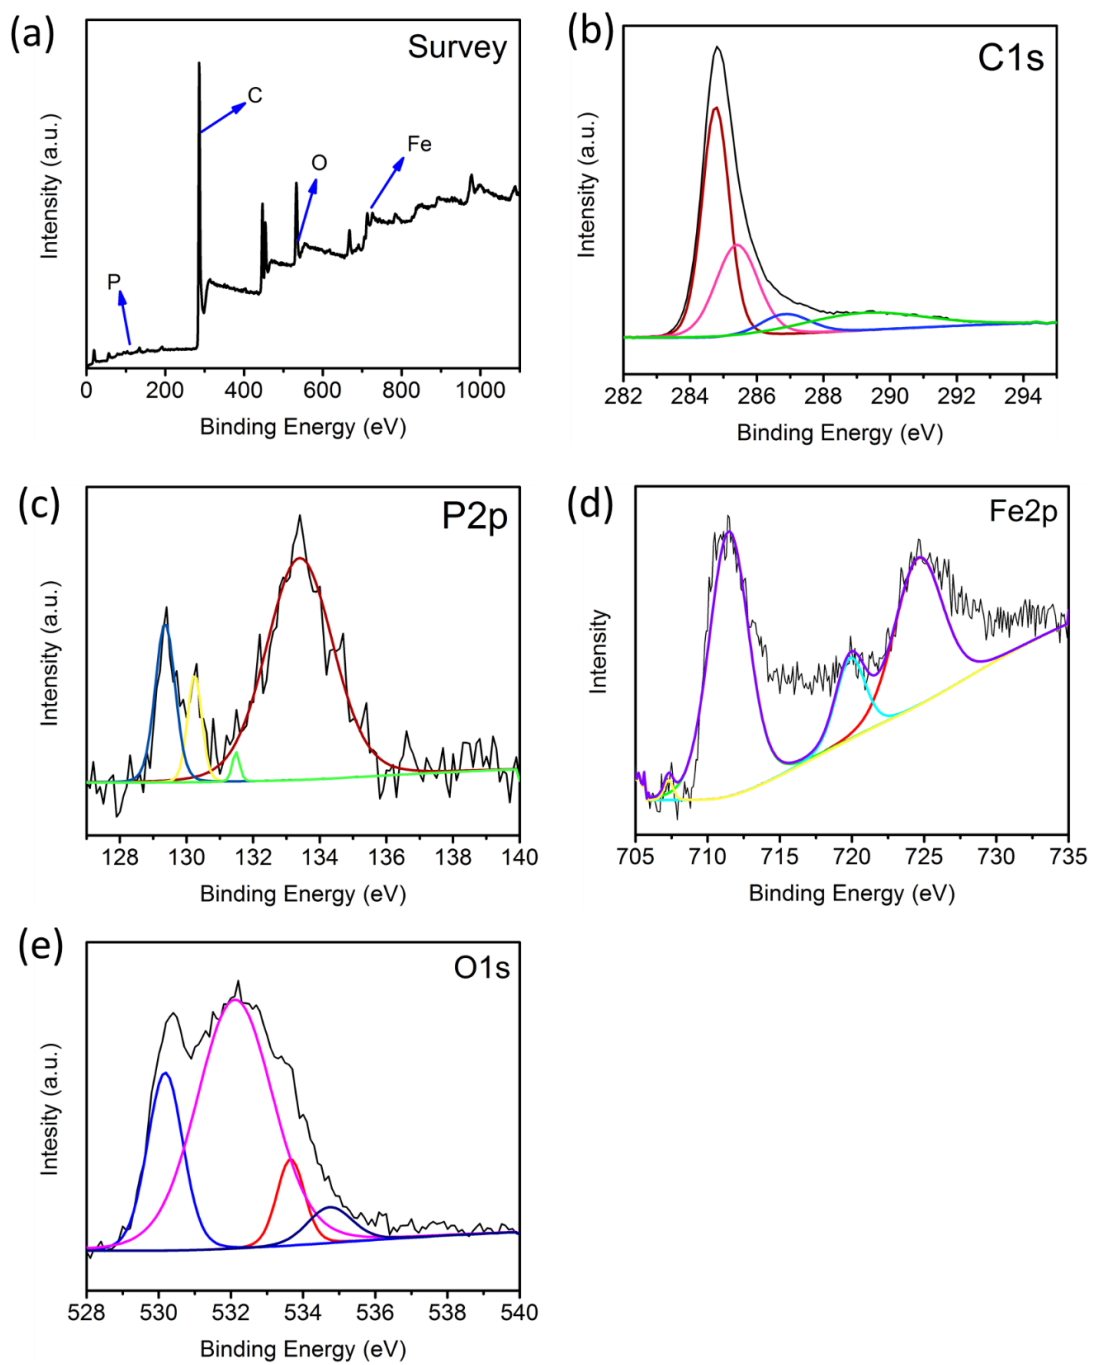 (a)
Survey
C
O
Fe
P
Intensity (a.u.)
0 200 400 600 800 1000
Binding Energy (eV)
(b)
C1s
Intensity (a.u.)
282 284 286 288 290 292 294
Binding Energy (eV)
(c)
P2p
Intensity (a.u.)
128 130 132 134 136 138 140
Binding Energy (eV)
(d)
Fe2p
Intensity
705 710 715 720 725 730 735
Binding Energy (eV)
(e)
O1s
Intesity (a.u.)
528 530 532 534 536 538 540
Binding Energy (eV)